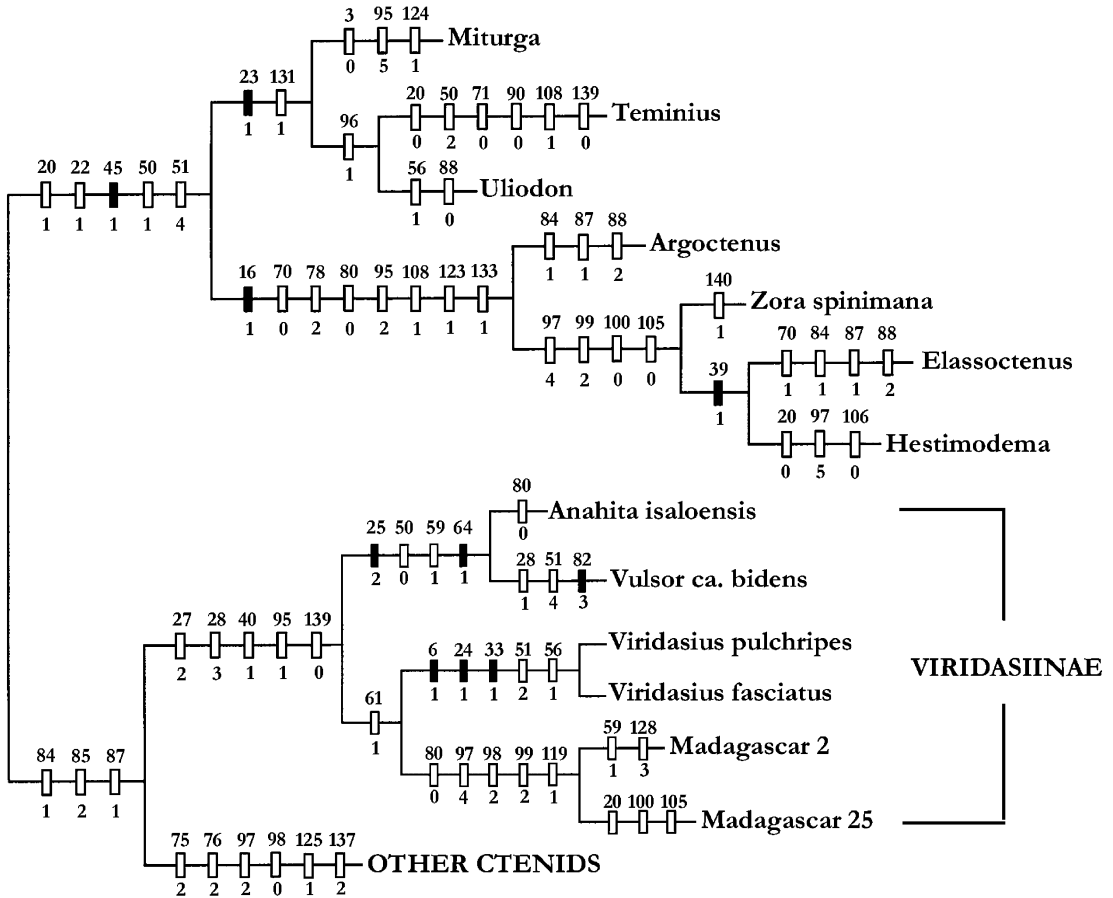 3 95 124
Miturga
0 5 1
23 131
1 1
20 50 71 90 108 139
Teminius
0 2 0 0 1 0
96
1
20 22 45 50 51
1 1 1 1 4
56 88
Uliodon
1 0
84 87 88
Argoctenus
1 1 2
16 70 78 80 95 108 123 133
1 0 2 0 2 1 1 1
140
Zora spinimana
1
97 99 100 105
4 2 0 0
70 84 87 88
Elassoctenus
1 1 1 2
39
1
20 97 106
Hestimodema
0 5 0
80
Anahita isaloensis
0
25 50 59 64
2 0 1 1
28 51 82
Vulsor ca. bidens
1 4 3
27 28 40 95 139
2 3 1 1 0
Viridasius pulchripes
6 24 33 51 56
1 1 1 2 1
Viridasius fasciatus
VIRIDASIINAE
61
1
59 128
Madagascar 2
1 3
80 97 98 99 119
0 4 2 2 1
84 85 87
1 2 1
20 100 105
Madagascar 25
75 76 97 98 125 137
OTHER CTENIDS
2 2 2 0 1 2